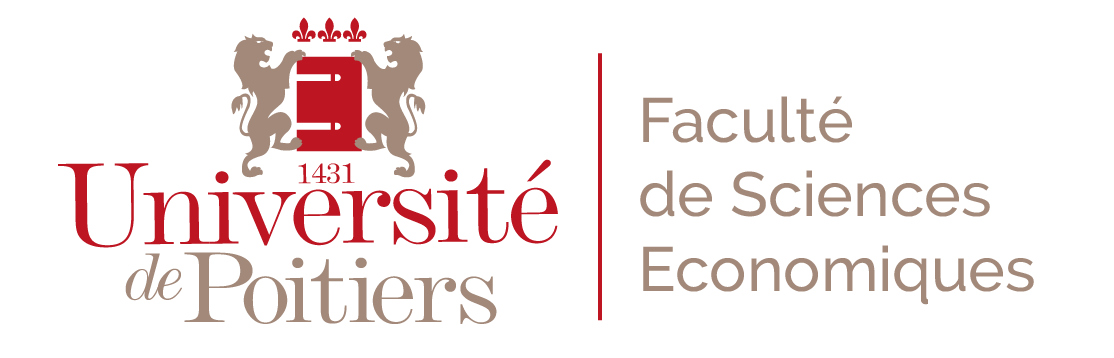 1431
Université
de Poitiers
Faculté
de Sciences
Economiques